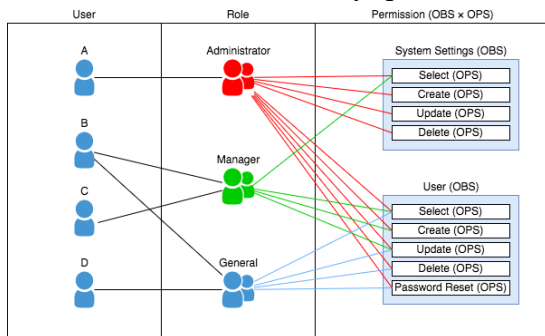 User
Role
Permission (OBS × OPS)
A
Administrator
System Settings (OBS)
Select (OPS)
Create (OPS)
Update (OPS)
Delete (OPS)
B
Manager
C
User (OBS)
Select (OPS)
Create (OPS)
Update (OPS)
Delete (OPS)
Password Reset (OPS)
D
General